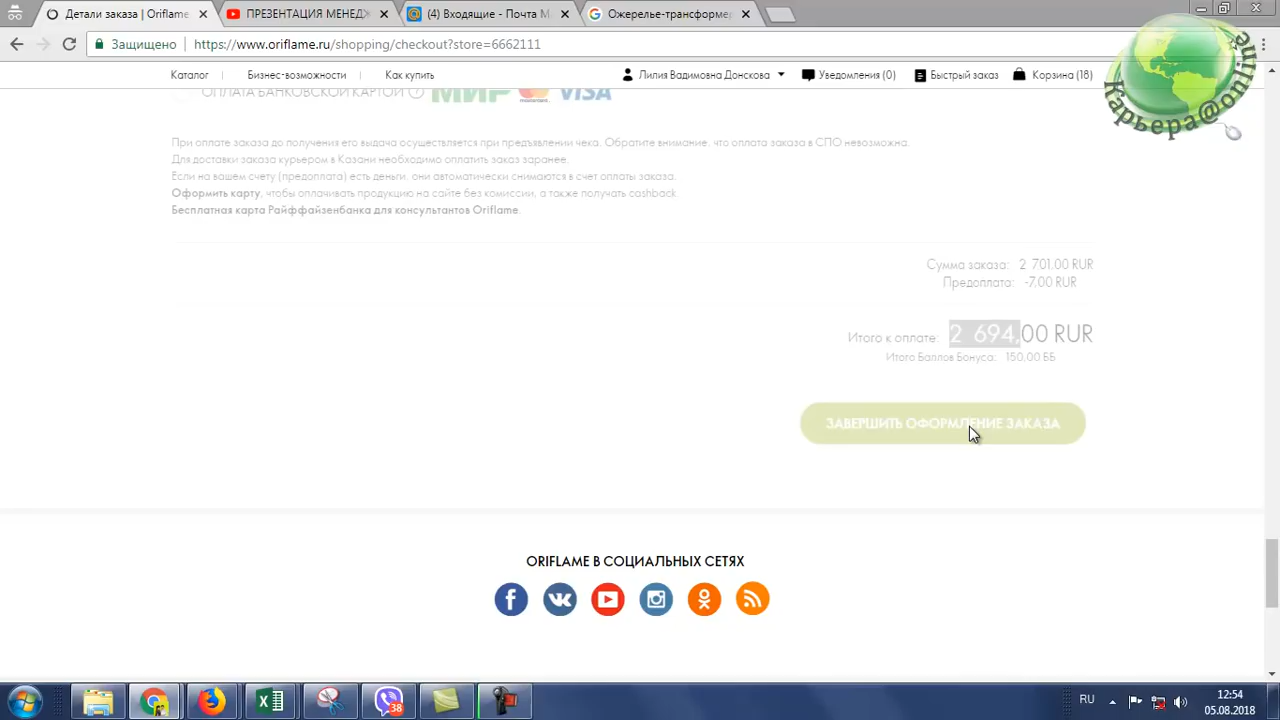 Детали заказа | Oriflame
ПРЕЗЕНТАЦИЯ МЕНЕДЖ
(4) Входящие - Почта M
Ожерелье-трансформер
Защищено
https://www.oriflame.ru/shopping/checkout?store=6662111
Каталог
Бизнес-возможности
Как купить
Лилия Вадимовна Донскова
Уведомления (0)
Быстрый заказ
Корзина (18)
Карьера@online
ОПЛАТА БАНКОВСКОЙ КАРТОЙ ? МИР VISA
При оплате заказа до получения его выдача осуществляется при предъявлении чека. Обратите внимание, что оплата заказа в СПО невозможна.
Для доставки заказа курьером в Казани необходимо оплатить заказ заранее.
Если на вашем счету (предоплата) есть деньги, они автоматически снимаются в счет оплаты заказа.
Оформить карту, чтобы оплачивать продукцию на сайте без комиссии, а также получать cashback.
Бесплатная карта Райффайзенбанка для консультантов Oriflame.
Сумма заказа: 2 701,00 RUR
Предоплата: -7,00 RUR
Итого к оплате: 2 694,00 RUR
Итого Баллов Бонуса: 150,00 ББ
ЗАВЕРШИТЬ ОФОРМЛЕНИЕ ЗАКАЗА
ORIFLAME В СОЦИАЛЬНЫХ СЕТЯХ
38
RU
12:54
05.08.2018